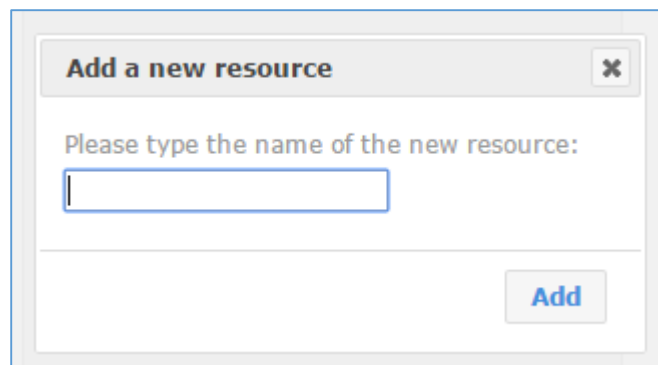 Add a new resource
Please type the name of the new resource:
Add